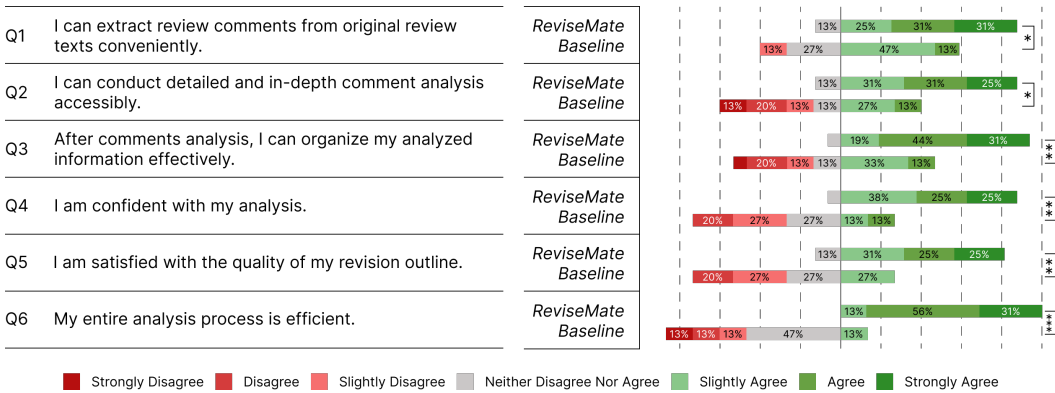 Q1 I can extract review comments from original review texts conveniently.
ReviseMate 13% 25% 31% 31% *
Baseline 13% 27% 47% 13%
Q2 I can conduct detailed and in-depth comment analysis accessibly.
ReviseMate 13% 31% 31% 25% *
Baseline 13% 20% 13% 13% 27% 13%
Q3 After comments analysis, I can organize my analyzed information effectively.
ReviseMate 19% 44% 31% **
Baseline 20% 13% 13% 33% 13%
Q4 I am confident with my analysis.
ReviseMate 38% 25% 25% **
Baseline 20% 27% 27% 13% 13%
Q5 I am satisfied with the quality of my revision outline.
ReviseMate 13% 31% 25% 25% **
Baseline 20% 27% 27% 27%
Q6 My entire analysis process is efficient.
ReviseMate 13% 56% 31% ***
Baseline 13% 13% 13% 47% 13%
Strongly Disagree Disagree Slightly Disagree Neither Disagree Nor Agree Slightly Agree Agree Strongly Agree